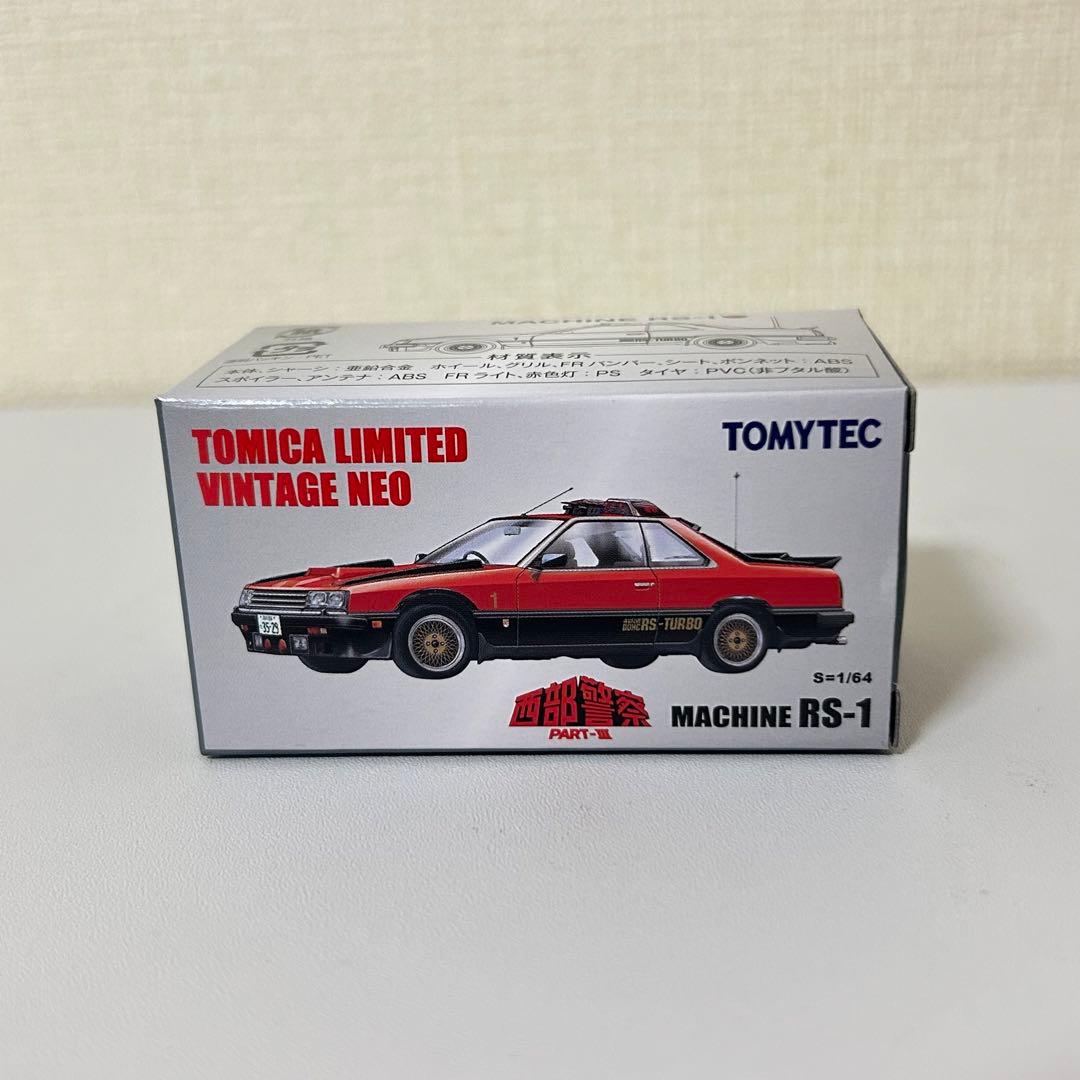 MACHINE RS-1
材質表示
本体、シャーシ：亜鉛合金 ホイール、グリル、FRバンパー、シート、ボンネット：ABS
スポイラー、アンテナ：ABS FRライト、赤色灯：PS タイヤ：PVC(非フタル酸)
TOMICA LIMITED
VINTAGE NEO
TOMYTEC
1
35-29
RS-TURBO
S=1/64
西部警察
PART-III
MACHINE RS-1